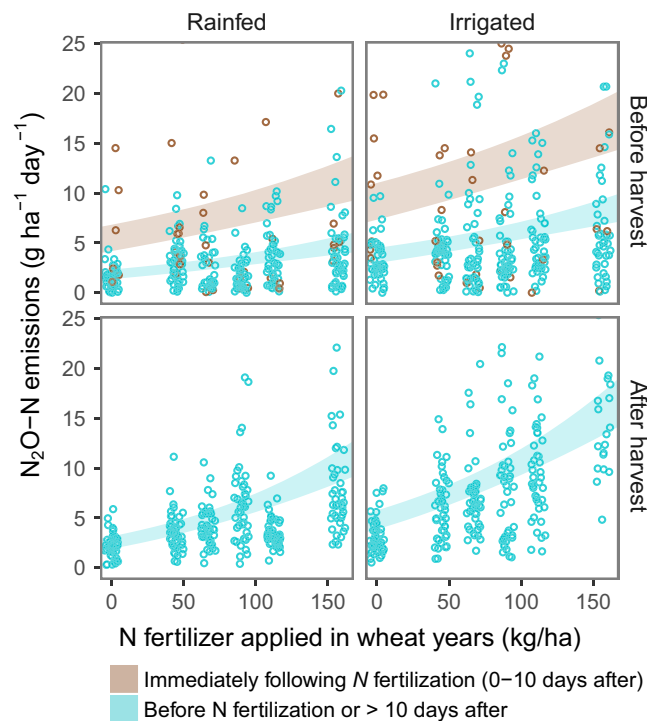 Rainfed
Irrigated
25
20
15
10
5
0
Before harvest
25
20
15
10
5
0
After harvest
N₂O−N emissions (g ha⁻¹ day⁻¹)
0
50
100
150
0
50
100
150
N fertilizer applied in wheat years (kg/ha)
Immediately following N fertilization (0−10 days after)
Before N fertilization or > 10 days after